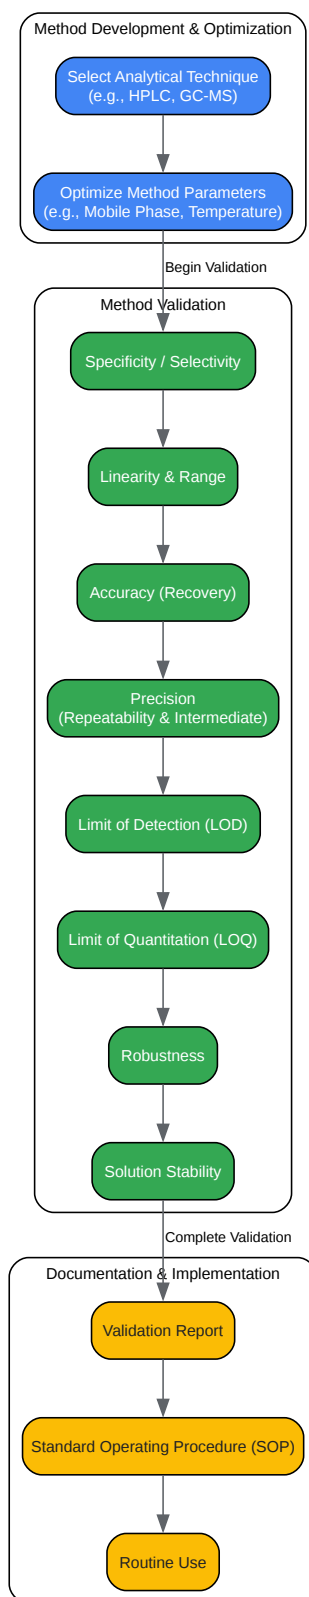 Method Development & Optimization
Select Analytical Technique
(e.g., HPLC, GC-MS)
Optimize Method Parameters
(e.g., Mobile Phase, Temperature)
Begin Validation
Method Validation
Specificity / Selectivity
Linearity & Range
Accuracy (Recovery)
Precision
(Repeatability & Intermediate)
Limit of Detection (LOD)
Limit of Quantitation (LOQ)
Robustness
Solution Stability
Complete Validation
Documentation & Implementation
Validation Report
Standard Operating Procedure (SOP)
Routine Use